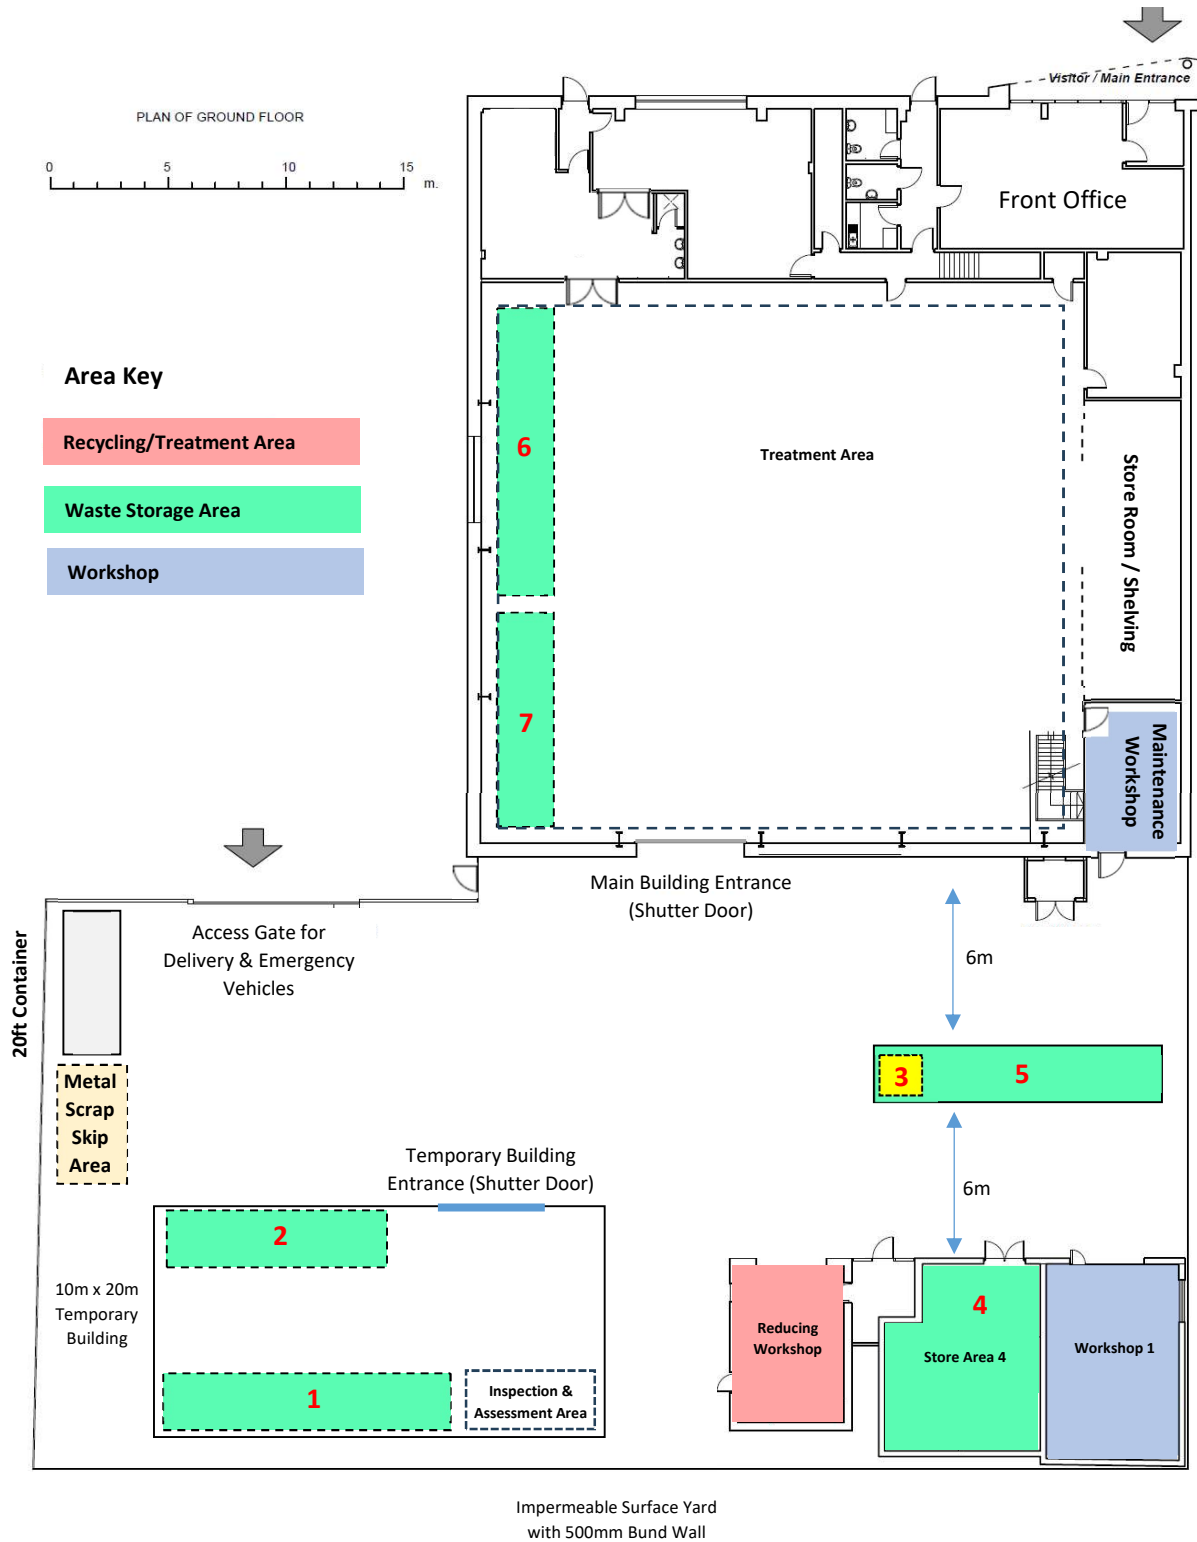 Visitor / Main Entrance
PLAN OF GROUND FLOOR
0 5 10 15
m.
Front Office
Area Key
Recycling/Treatment Area
Waste Storage Area
Workshop
6
Treatment Area
Store Room / Shelving
7
Maintenance
Workshop
Main Building Entrance
(Shutter Door)
Access Gate for
Delivery & Emergency
Vehicles
20ft Container
6m
3
5
Metal
Scrap
Skip
Area
Temporary Building
Entrance (Shutter Door)
6m
2
10m x 20m
Temporary
Building
4
Reducing
Workshop
Store Area 4
Workshop 1
1
Inspection &
Assessment Area
Impermeable Surface Yard
with 500mm Bund Wall